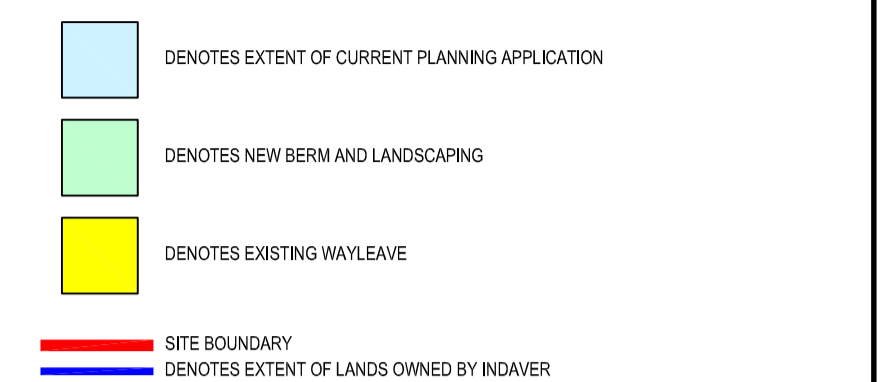 DENOTES EXTENT OF CURRENT PLANNING APPLICATION
DENOTES NEW BERM AND LANDSCAPING
DENOTES EXISTING WAYLEAVE
SITE BOUNDARY
DENOTES EXTENT OF LANDS OWNED BY INDAVER